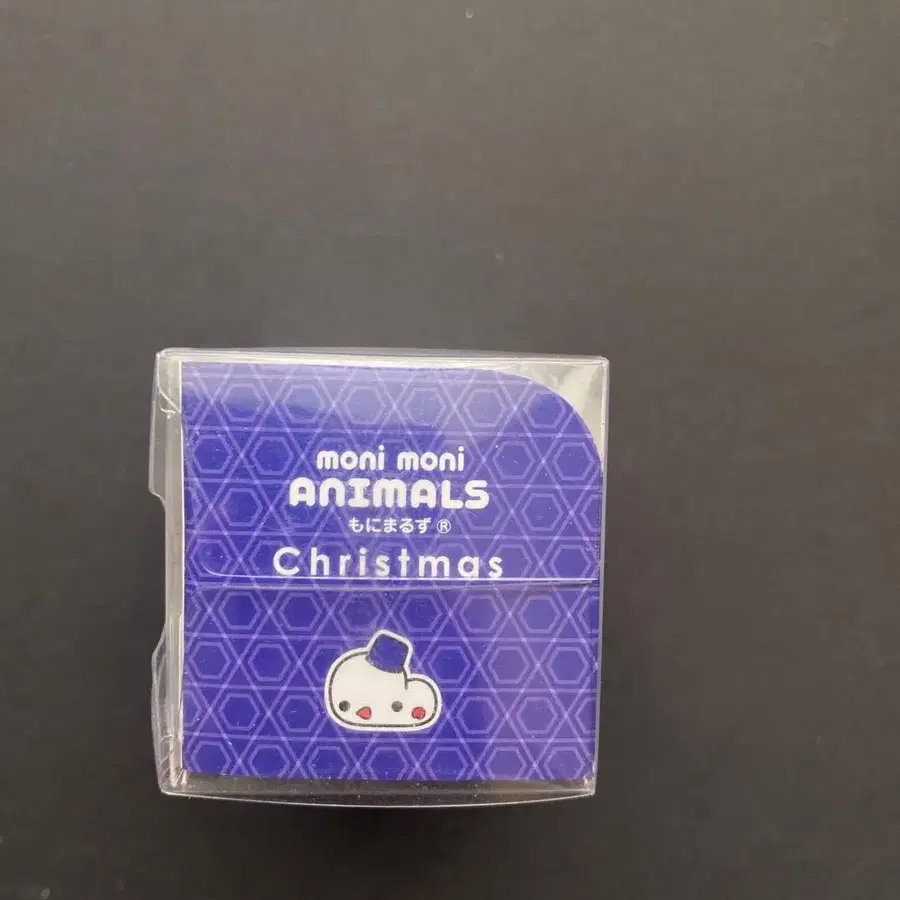 moni moni
ANIMALS
もにまるず ®
Christmas